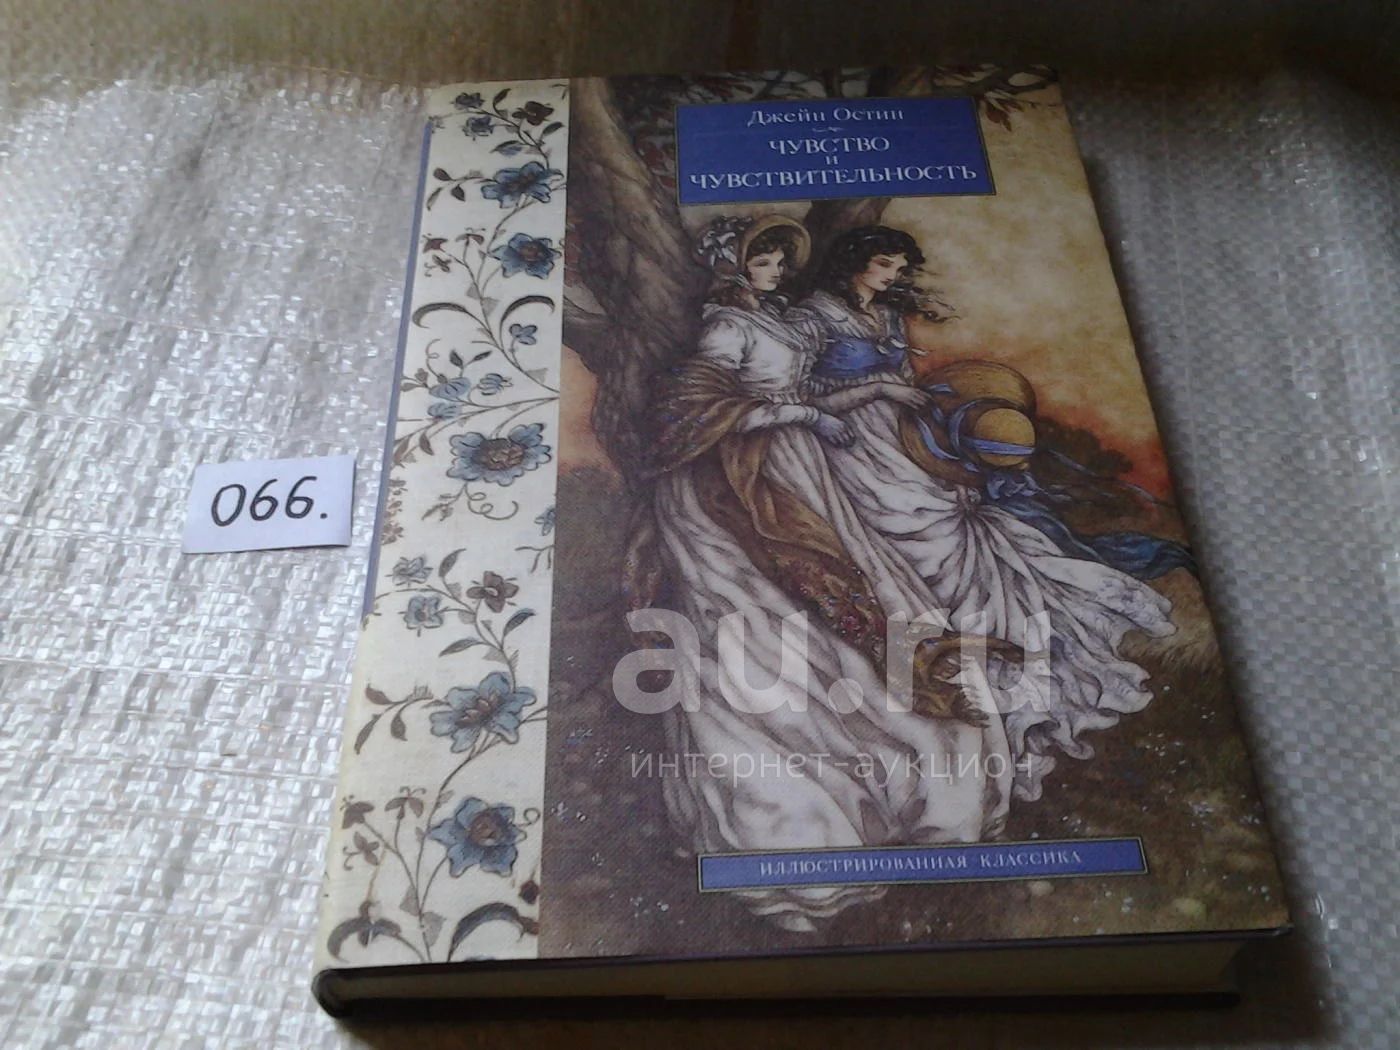 Джейн Остин
ЧУВСТВО
и
ЧУВСТВИТЕЛЬНОСТЬ
066.
au.ru
интернет-аукцион
ИЛЛЮСТРИРОВАННАЯ КЛАССИКА